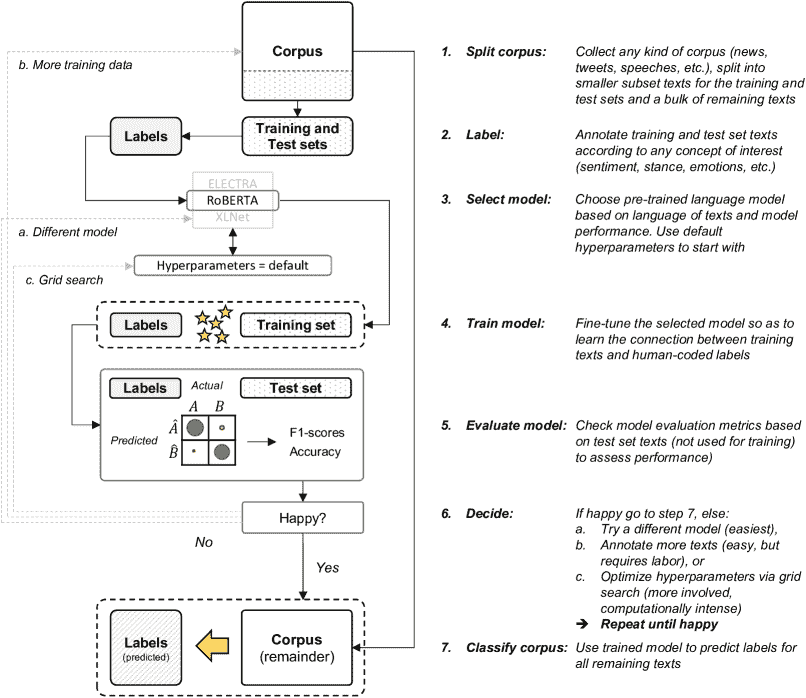 Corpus
b. More training data
Training and
Test sets
Labels
ELECTRA
RoBERTA
XLNet
a. Different model
Hyperparameters = default
c. Grid search
Labels
Training set
Labels
Actual
Test set
A B
Predicted
Â
B̂
F1-scores
Accuracy
Happy?
No
Yes
Labels
(predicted)
Corpus
(remainder)
1. Split corpus: Collect any kind of corpus (news,
tweets, speeches, etc.), split into
smaller subset texts for the training and
test sets and a bulk of remaining texts
2. Label: Annotate training and test set texts
according to any concept of interest
(sentiment, stance, emotions, etc.)
3. Select model: Choose pre-trained language model
based on language of texts and model
performance. Use default
hyperparameters to start with
4. Train model: Fine-tune the selected model so as to
learn the connection between training
texts and human-coded labels
5. Evaluate model: Check model evaluation metrics based
on test set texts (not used for training)
to assess performance)
6. Decide: If happy go to step 7, else:
a. Try a different model (easiest),
b. Annotate more texts (easy, but
requires labor), or
c. Optimize hyperparameters via grid
search (more involved,
computationally intense)
➔ Repeat until happy
7. Classify corpus: Use trained model to predict labels for
all remaining texts